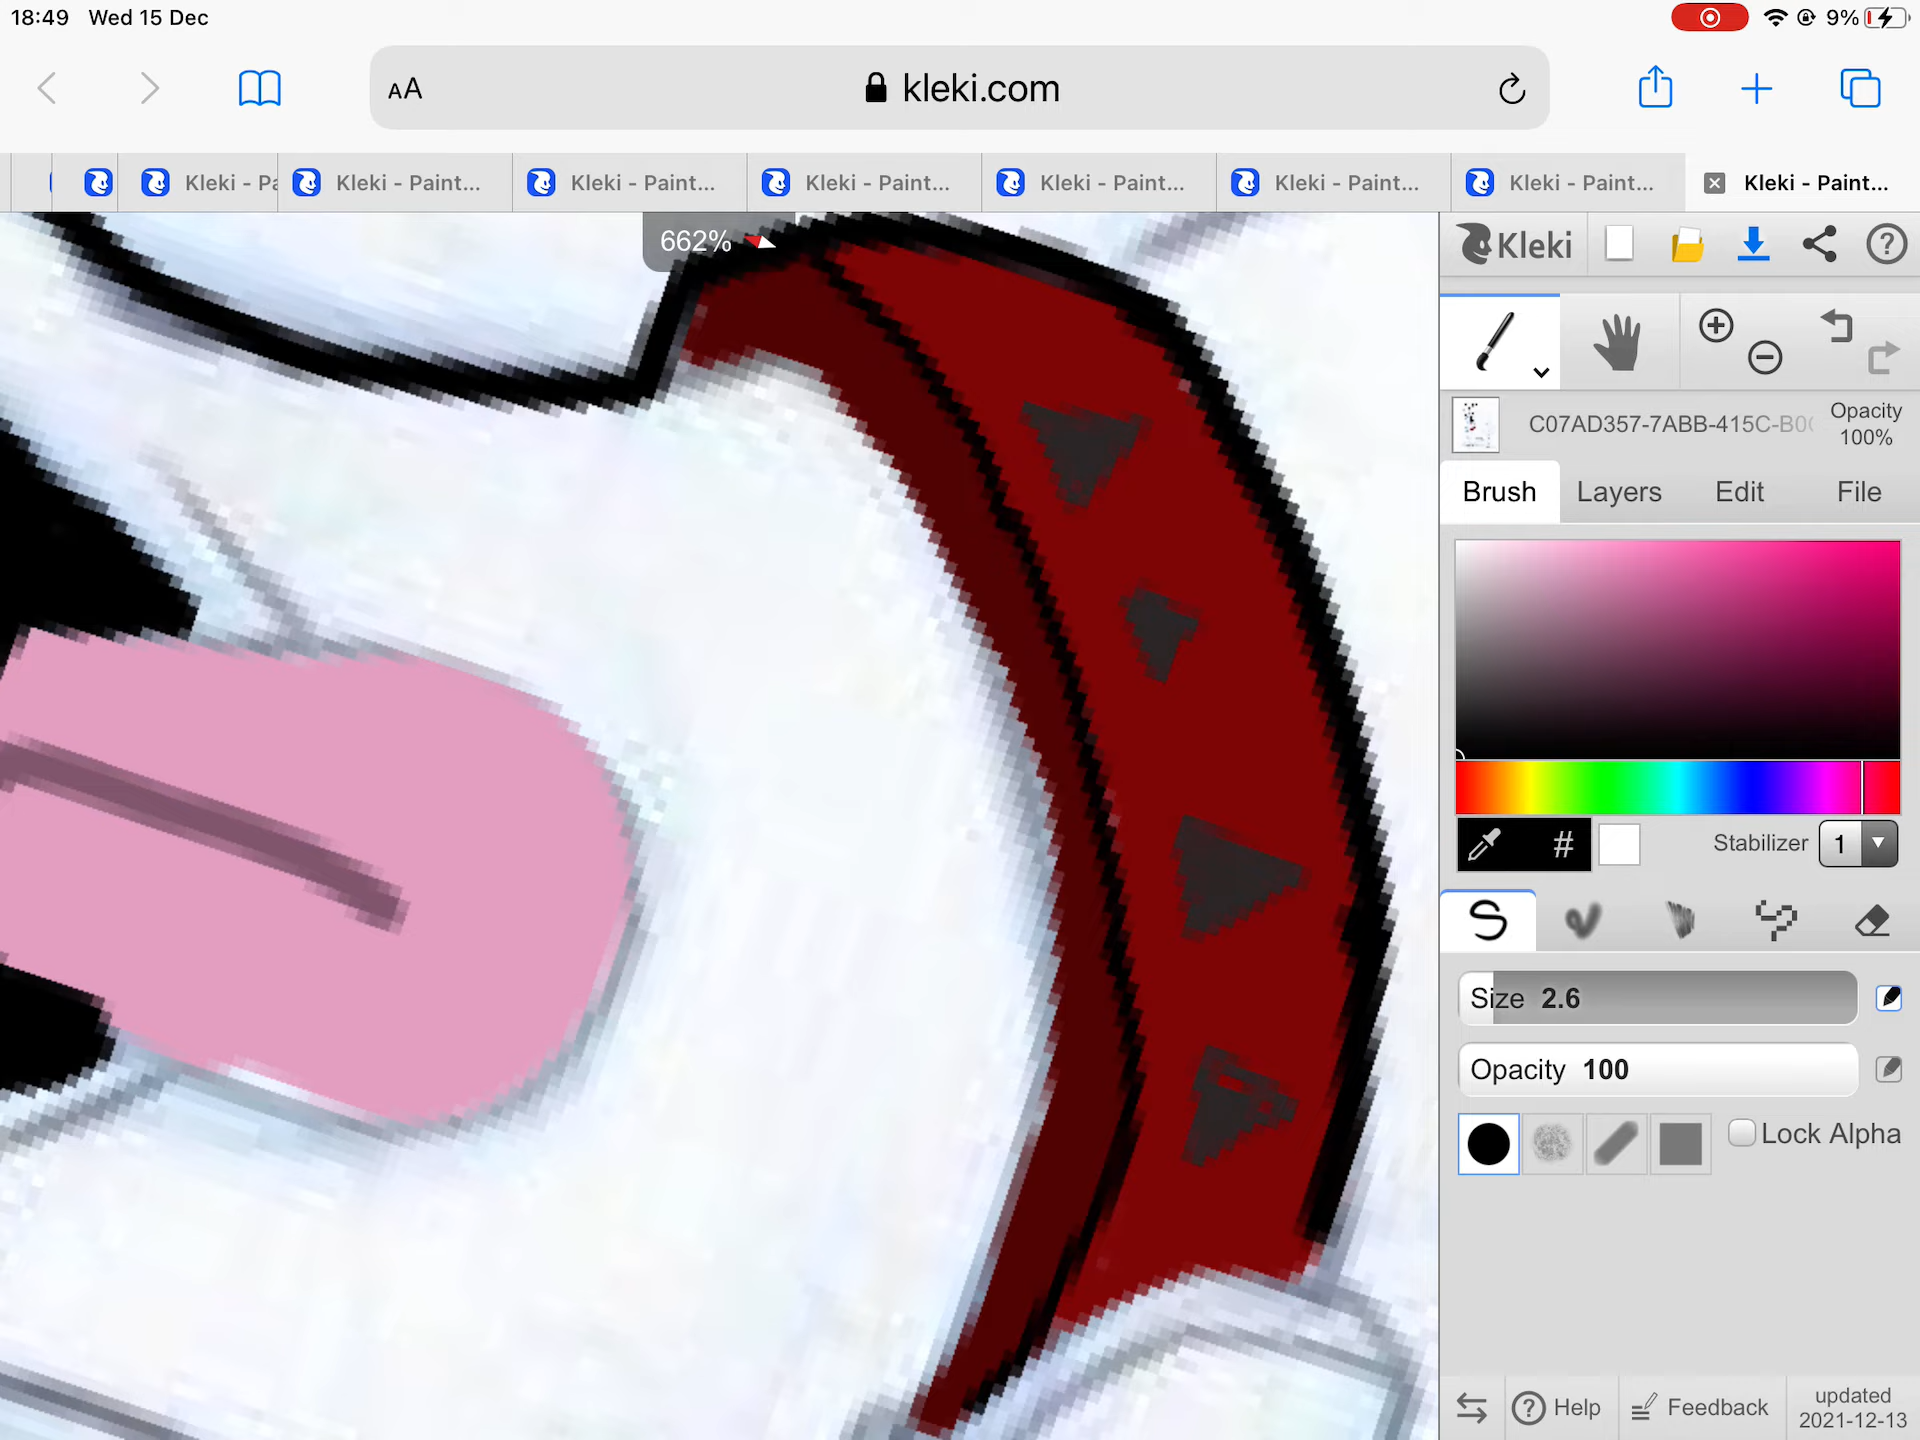 18:49 Wed 15 Dec
9%
AA
kleki.com
Kleki - Pa
Kleki - Paint...
Kleki - Paint...
Kleki - Paint...
Kleki - Paint...
Kleki - Paint...
Kleki - Paint...
Kleki - Paint...
662%
Kleki
C07AD357-7ABB-415C-B0
Opacity
100%
Brush Layers Edit File
# Stabilizer 1
Size 2.6
Opacity 100
Lock Alpha
Help
Feedback
updated
2021-12-13